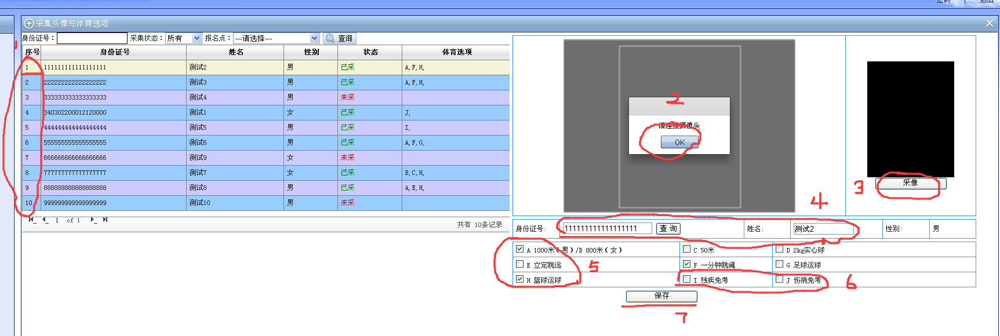 密码 | 退出
采集头像与体育选项
身份证号： 采集状态： 所有 报名点： ---请选择--- 查询
1
序号 身份证号 姓名 性别 状态 体育选项
1 111111111111111111 测试2 男 已采 A,F,H,
2 222222222222222222 测试3 男 已采 A,F,H,
3 333333333333333333 测试4 男 未采
4 340302200012120000 测试1 女 已采 J,
5 444444444444444444 测试5 男 已采 I,
6 555555555555555555 测试6 男 已采 A,F,G,
7 666666666666666666 测试9 女 未采
8 777777777777777777 测试7 女 已采 B,C,H,
9 888888888888888888 测试8 男 已采 A,E,H,
10 999999999999999999 测试10 男 未采
1 of 1
共有 10条记录
2
请连接摄像头
OK
3
采像
4
身份证号: 111111111111111111 查 询 姓名: 测试2 性别: 男
A 1000米(男)/B 800米(女) C 50米 D 2kg实心球
E 立定跳远 5 F 一分钟跳绳 G 足球运球
H 篮球运球 I 残疾免考 J 伤病免考 6
保存
7